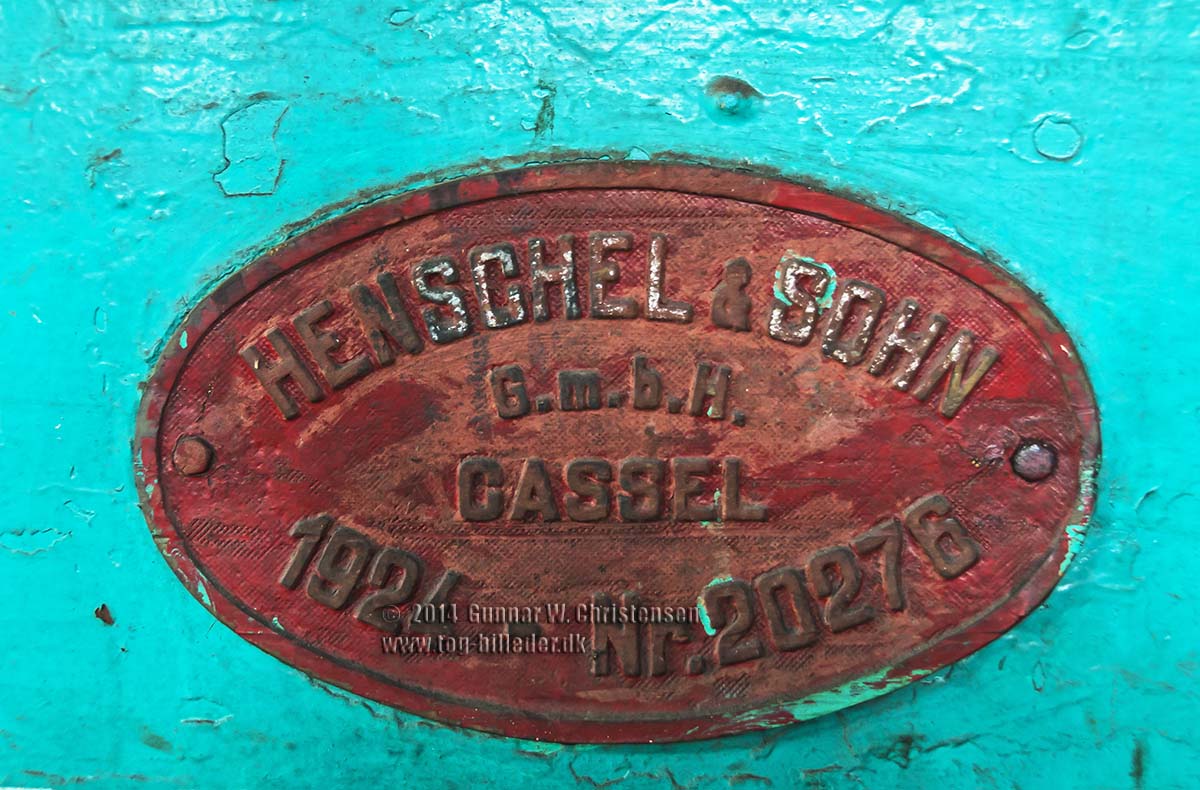 HENSCHEL & SOHN
G.m.b.H.
CASSEL
1924 Nr.20276
© 2014 Gunnar W. Christensen
www.tog-billeder.dk